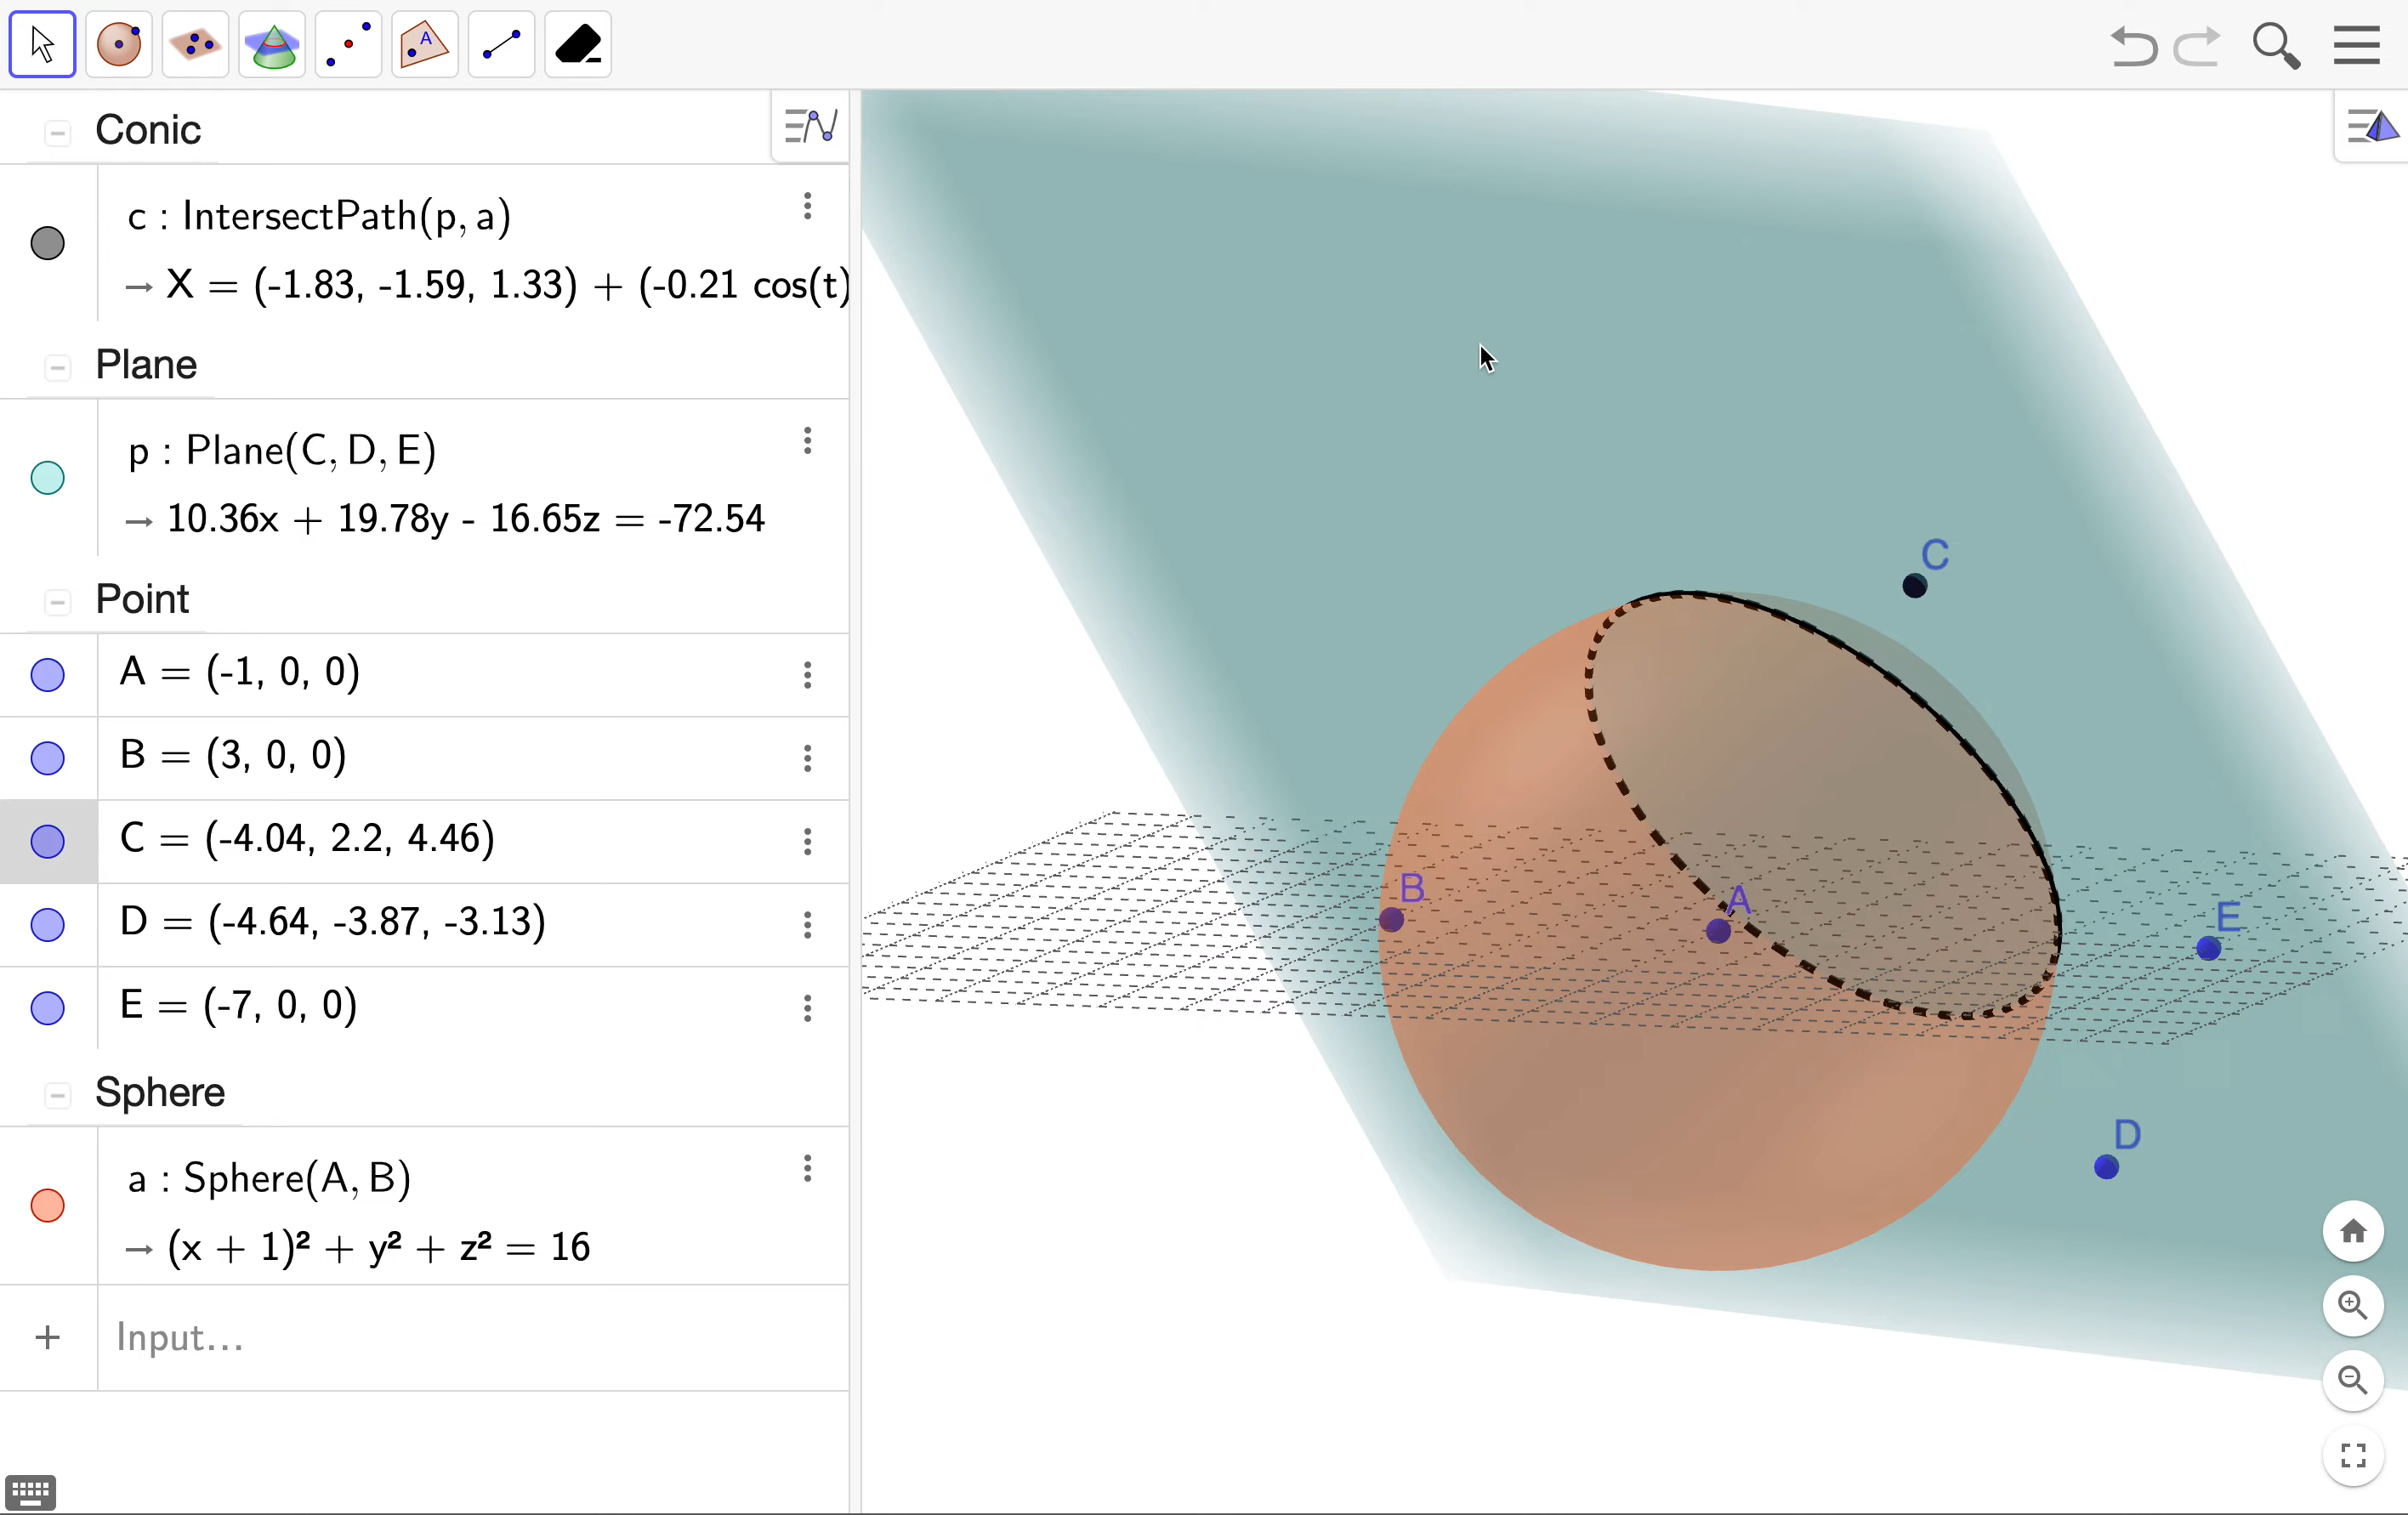 A
Conic
c : IntersectPath(p, a)
→ X = (-1.83, -1.59, 1.33) + (-0.21 cos(t)
Plane
p : Plane(C, D, E)
→ 10.36x + 19.78y - 16.65z = -72.54
Point
A = (-1, 0, 0)
B = (3, 0, 0)
C = (-4.04, 2.2, 4.46)
D = (-4.64, -3.87, -3.13)
E = (-7, 0, 0)
Sphere
a : Sphere(A, B)
→ (x + 1)² + y² + z² = 16
+ Input...
C
B
A
E
D